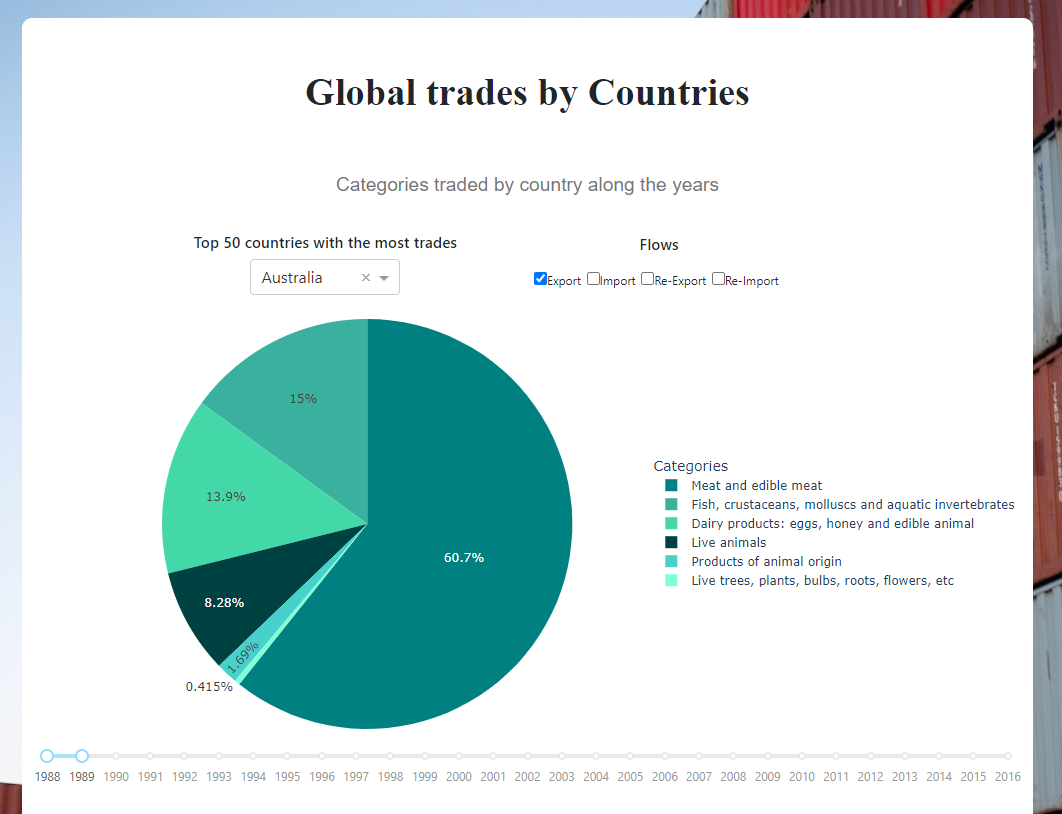 Global trades by Countries
Categories traded by country along the years
Top 50 countries with the most trades
Flows
Australia ×
Export Import Re-Export Re-Import
15%
13.9%
60.7%
8.28%
1.69%
0.415%
Categories
Meat and edible meat
Fish, crustaceans, molluscs and aquatic invertebrates
Dairy products: eggs, honey and edible animal
Live animals
Products of animal origin
Live trees, plants, bulbs, roots, flowers, etc
1988 1989 1990 1991 1992 1993 1994 1995 1996 1997 1998 1999 2000 2001 2002 2003 2004 2005 2006 2007 2008 2009 2010 2011 2012 2013 2014 2015 2016